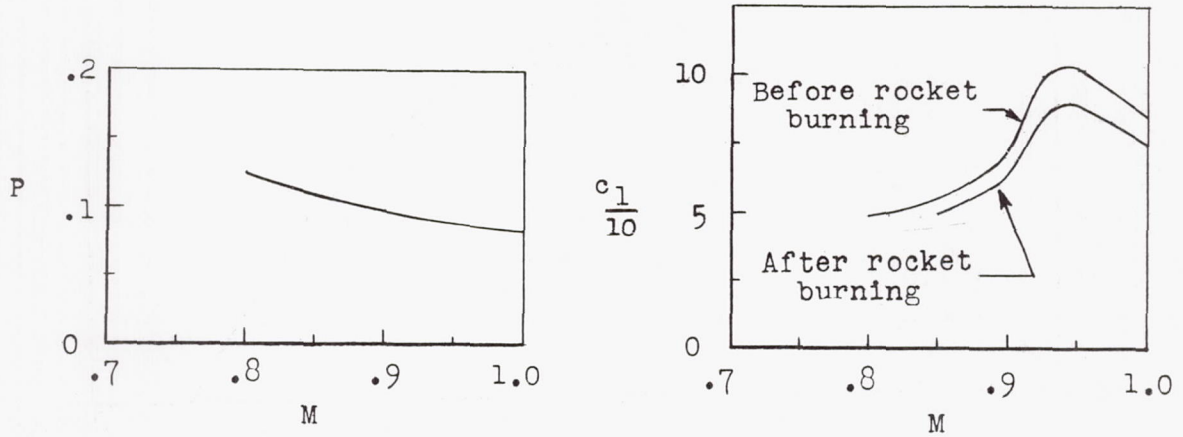 .2
P
.1
0
.7 .8 .9 1.0
M
10
Before rocket
burning
c1
10
5
After rocket
burning
0
.7 .8 .9 1.0
M